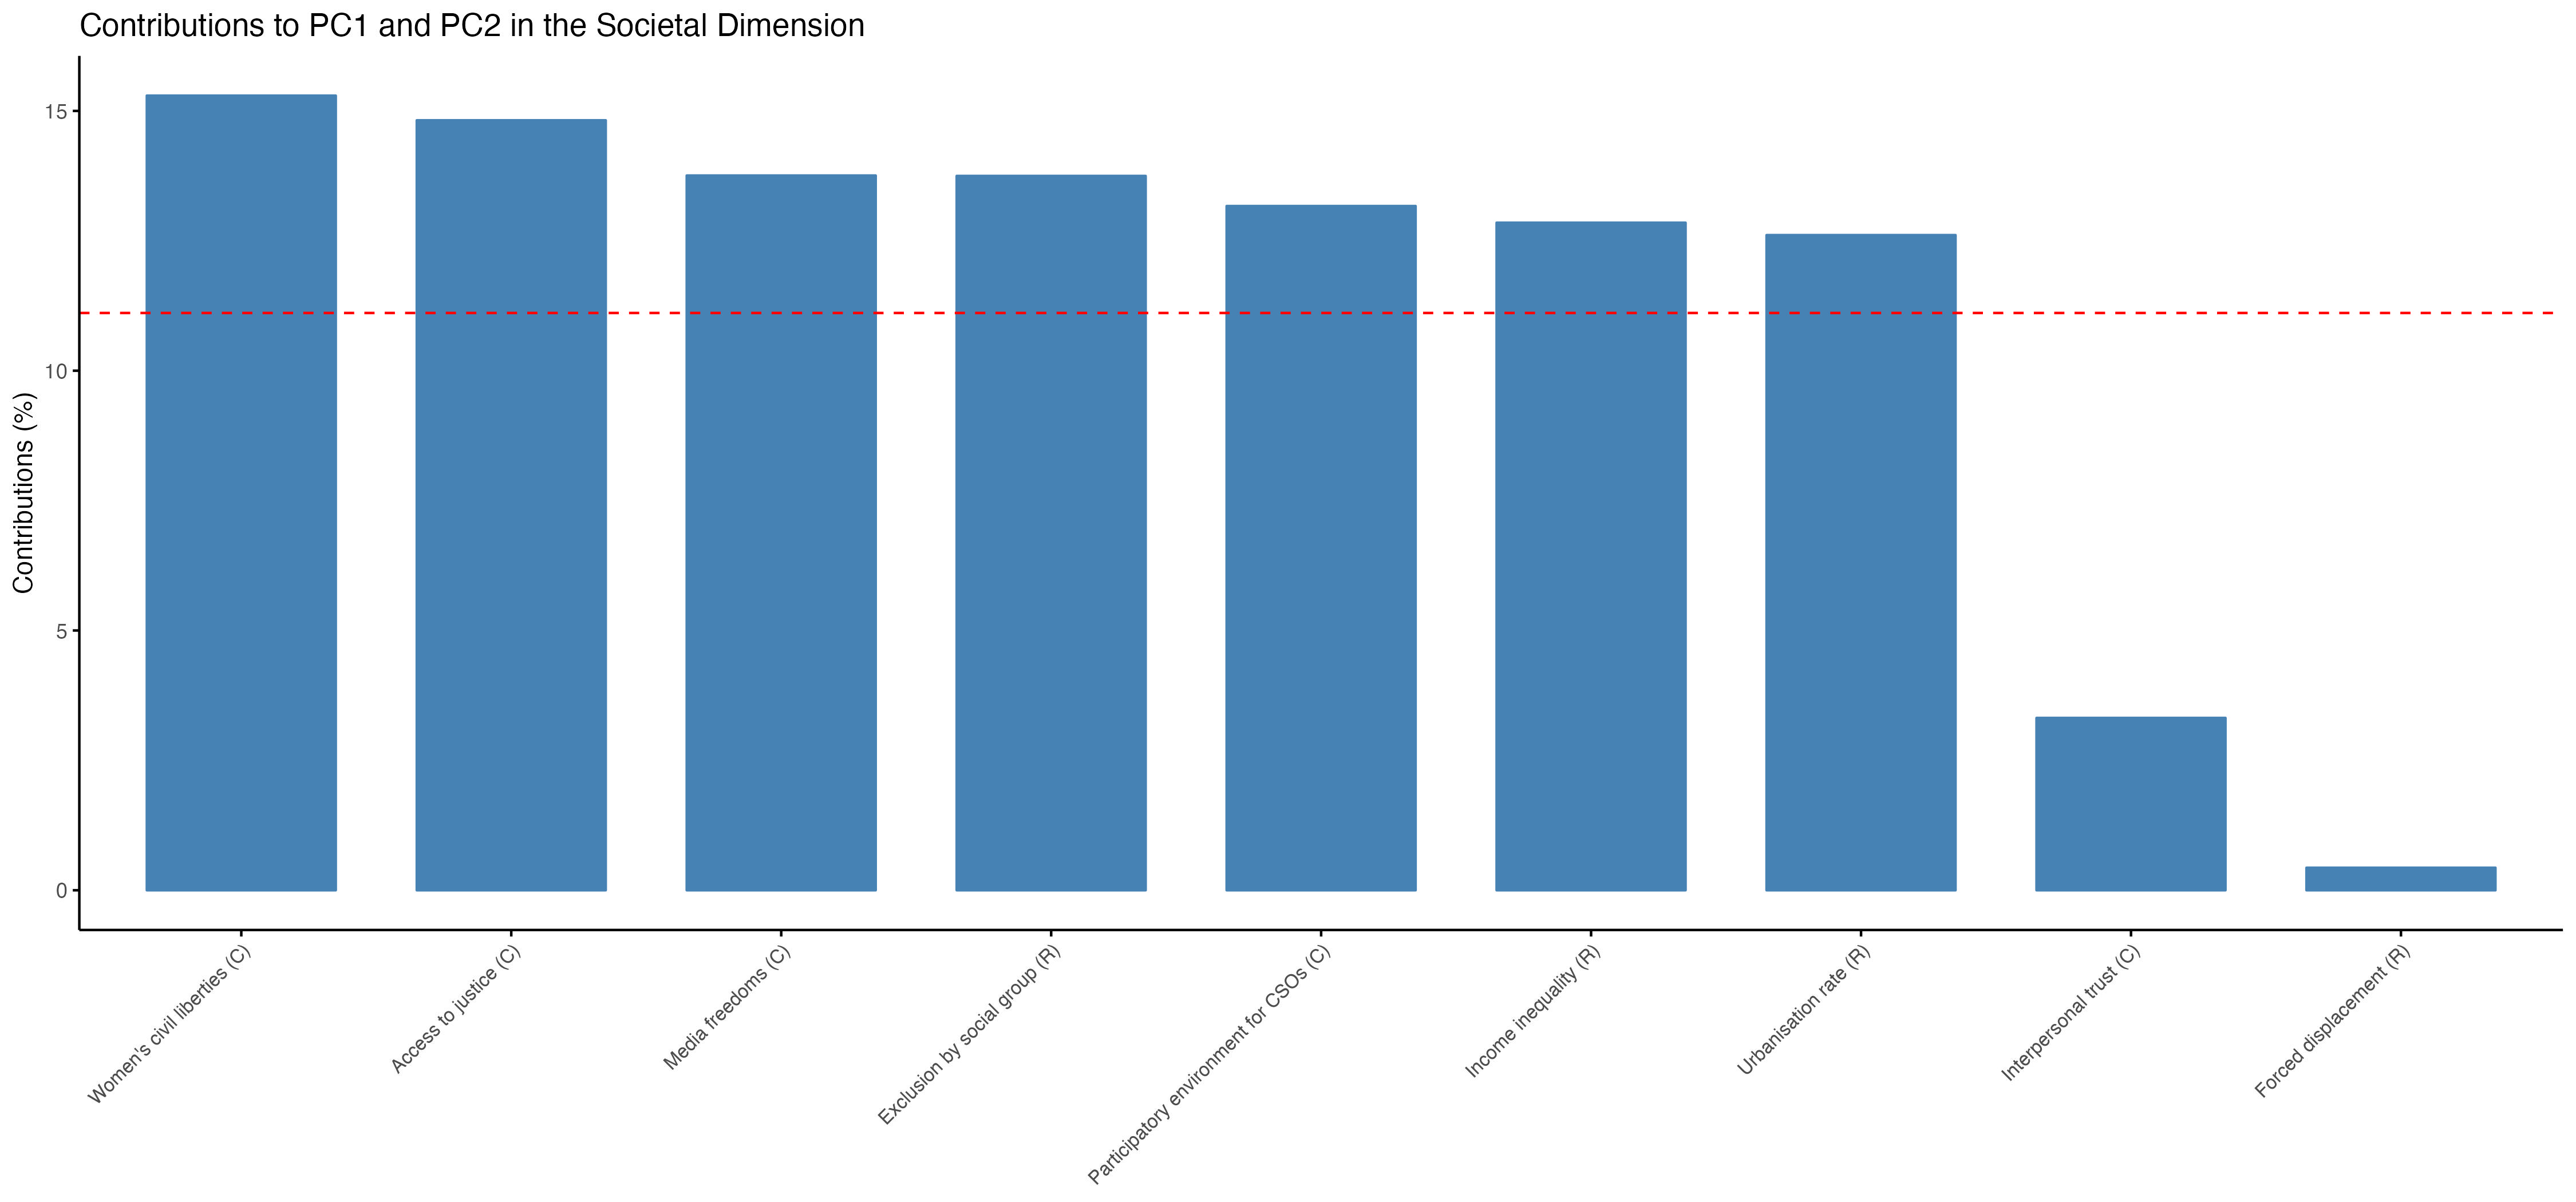 Contributions to PC1 and PC2 in the Societal Dimension
Contributions (%)
15
10
5
0
Women's civil liberties (C)
Access to justice (C)
Media freedoms (C)
Exclusion by social group (R)
Participatory environment for CSOs (C)
Income inequality (R)
Urbanisation rate (R)
Interpersonal trust (C)
Forced displacement (R)